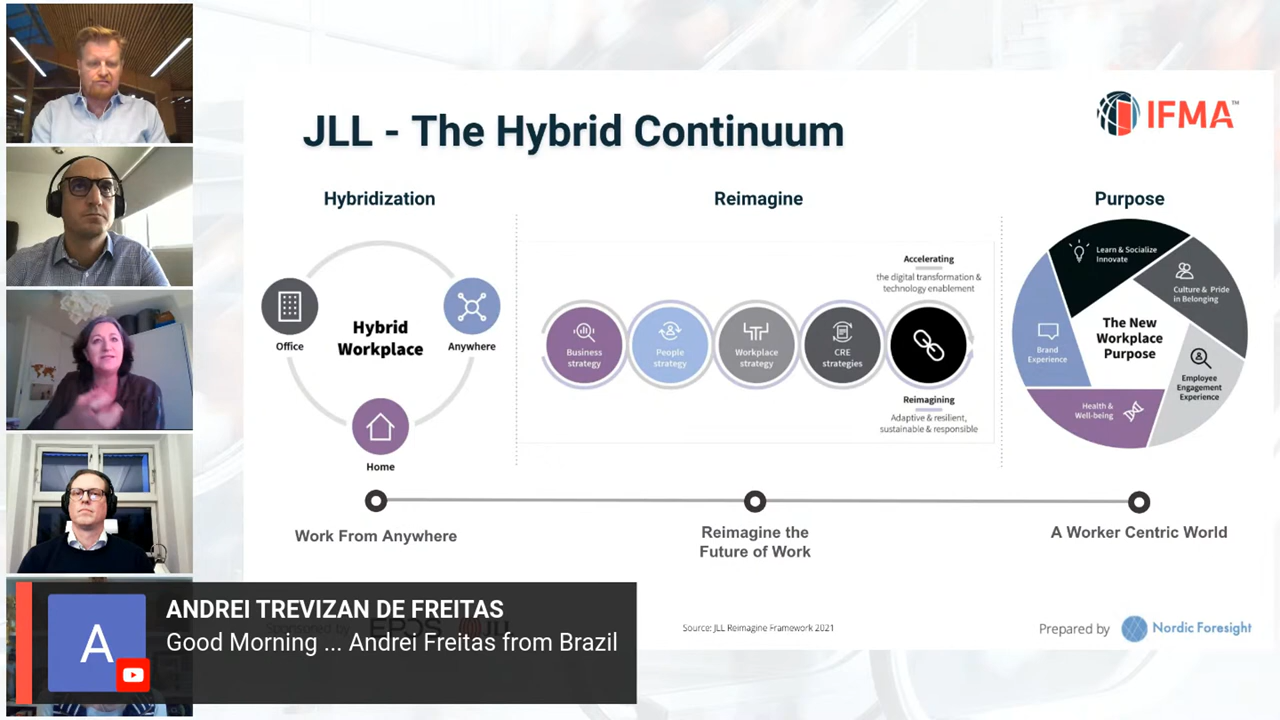 JLL - The Hybrid Continuum
IFMA™
Hybridization
Office
Hybrid
Workplace
Anywhere
Home
Reimagine
Business
strategy
People
strategy
Workplace
strategy
CRE
strategies
Accelerating
the digital transformation &
technology enablement
Reimagining
Adaptive & resilient,
sustainable & responsible
Purpose
Learn & Socialize
Innovate
Culture & Pride
in Belonging
Brand
Experience
The New
Workplace
Purpose
Employee
Engagement
Experience
Health &
Well-being
Work From Anywhere
Reimagine the
Future of Work
A Worker Centric World
A
ANDREI TREVIZAN DE FREITAS
Good Morning ... Andrei Freitas from Brazil
Source: JLL Reimagine Framework 2021
Prepared by Nordic Foresight